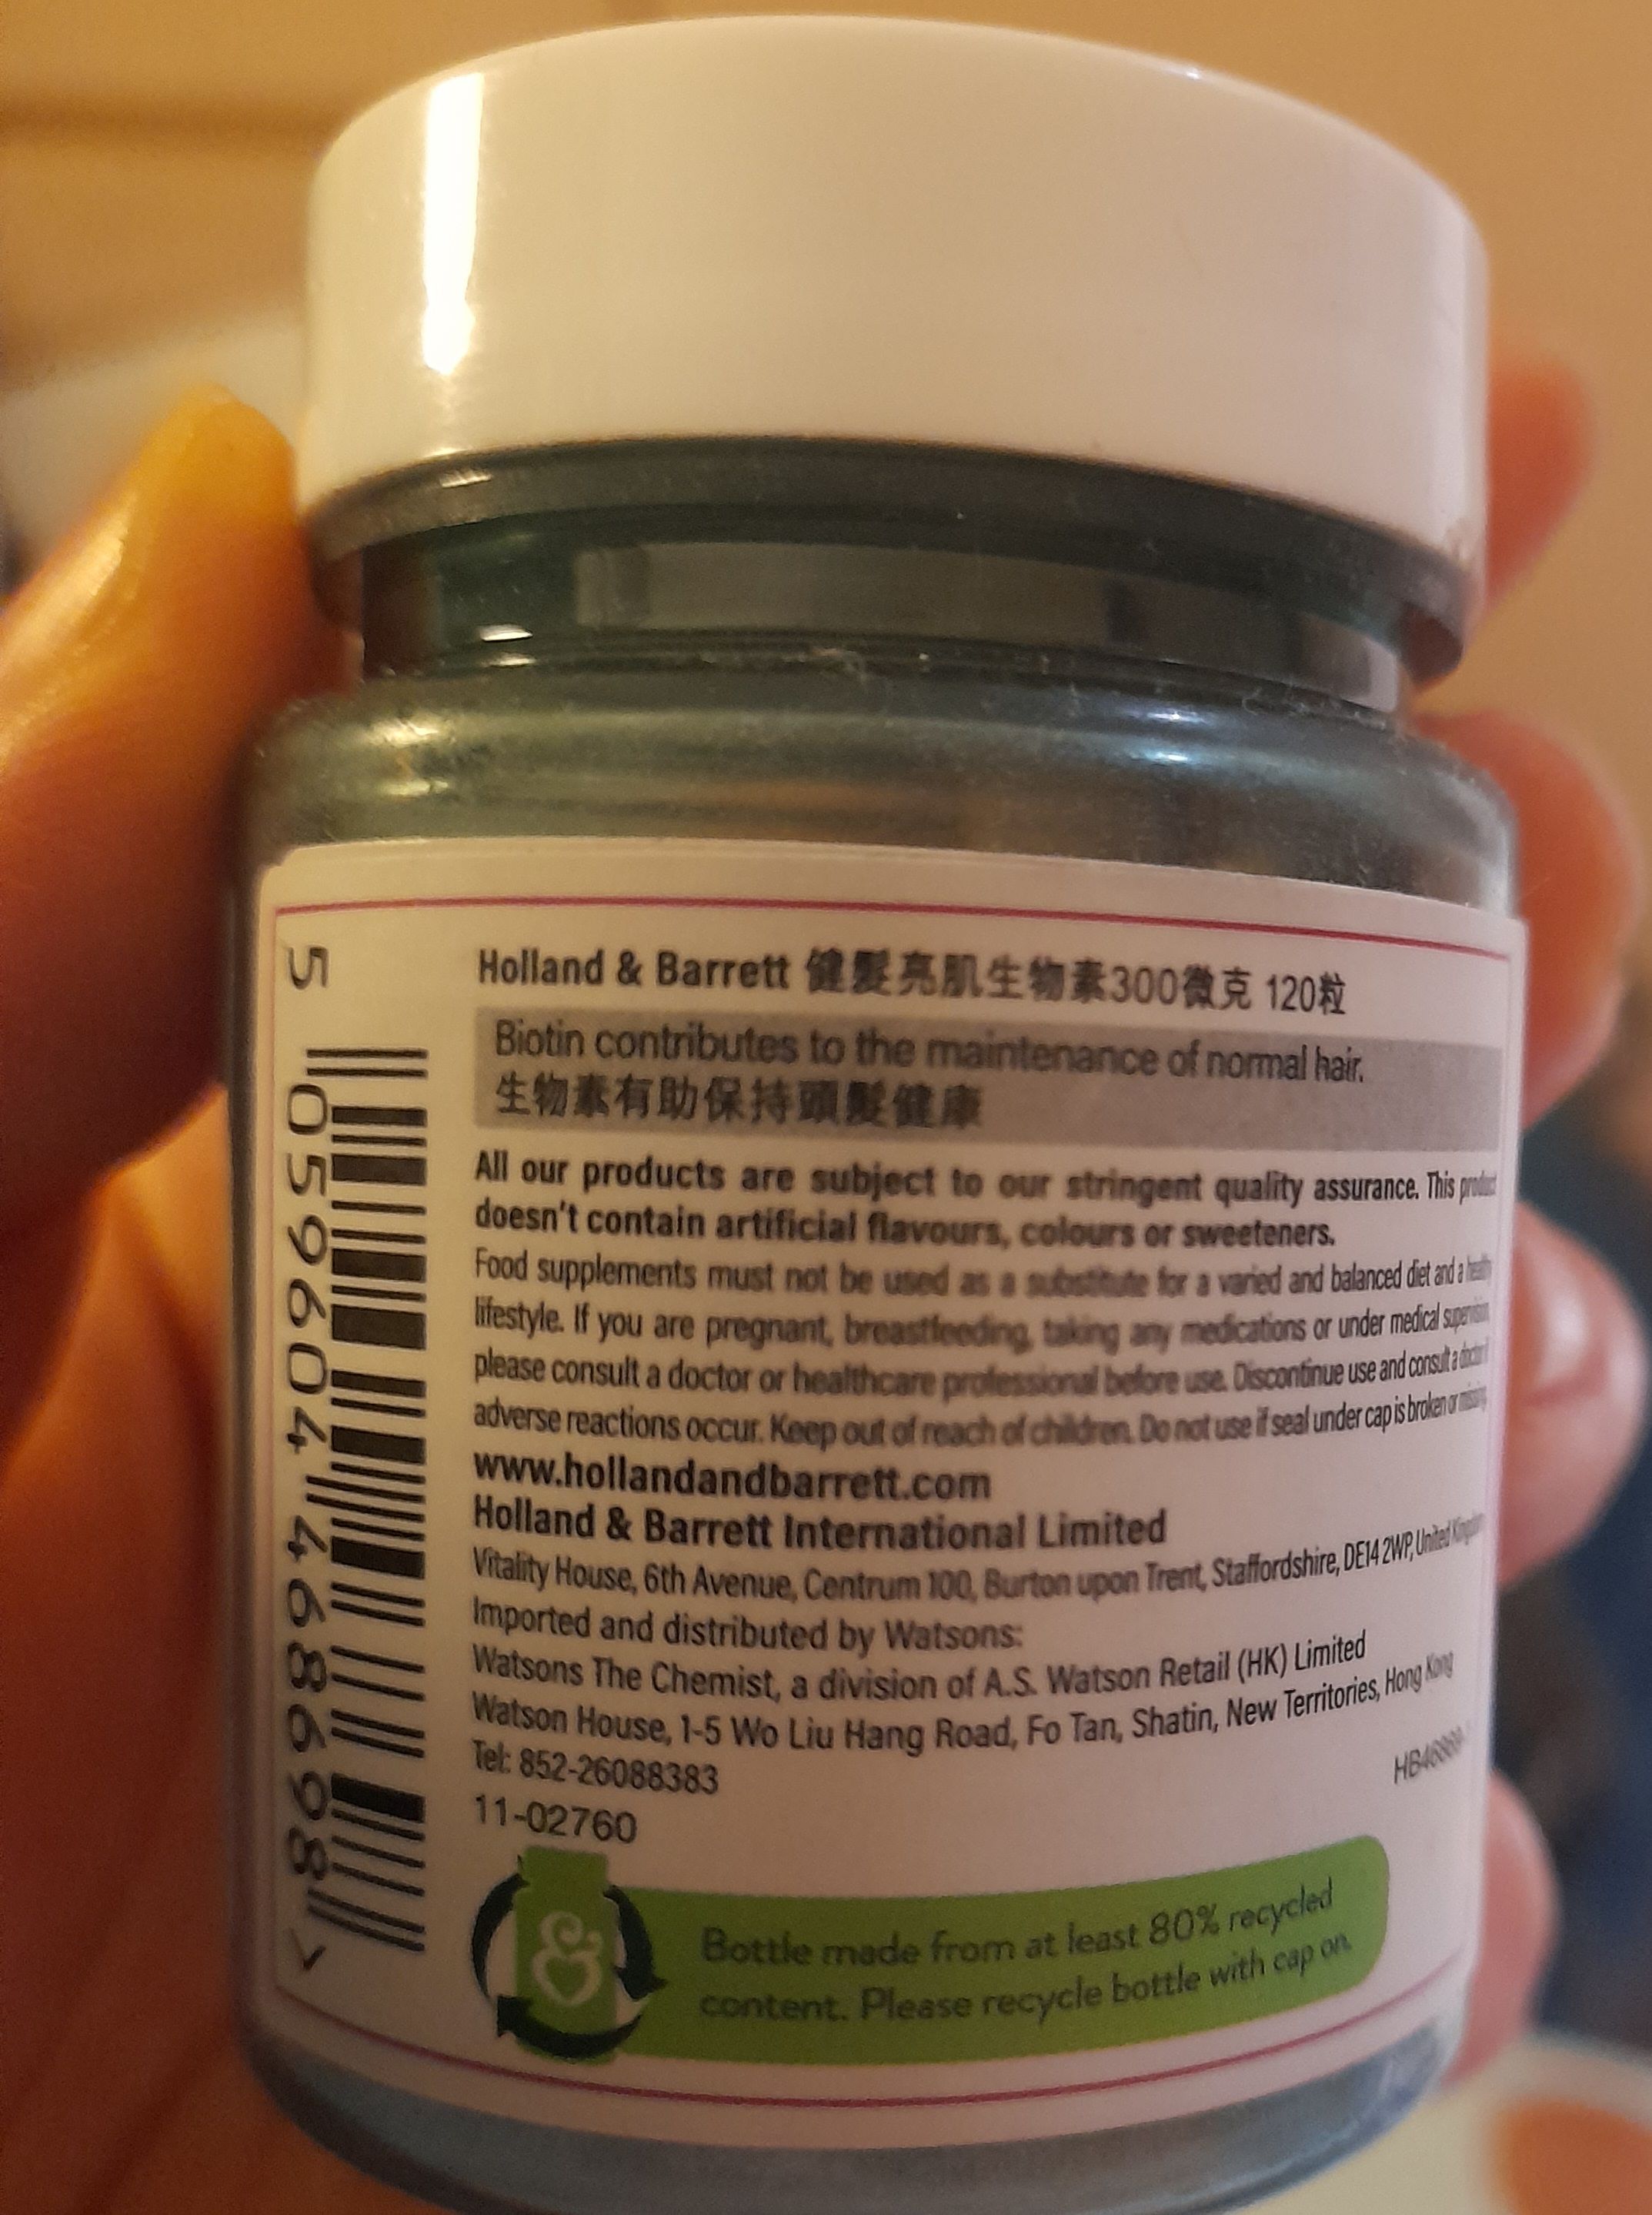 Holland & Barrett 健髮亮肌生物素300微克 120粒
Biotin contributes to the maintenance of normal hair.
生物素有助保持頭髮健康
All our products are subject to our stringent quality assurance. This product
doesn't contain artificial flavours, colours or sweeteners.
Food supplements must not be used as a substitute for a varied and balanced diet and a healthy
lifestyle. If you are pregnant, breastfeeding, taking any medications or under medical supervision,
please consult a doctor or healthcare professional before use. Discontinue use and consult a doctor if
adverse reactions occur. Keep out of reach of children. Do not use if seal under cap is broken or missing.
www.hollandandbarrett.com
Holland & Barrett International Limited
Vitality House, 6th Avenue, Centrum 100, Burton upon Trent, Staffordshire, DE14 2WP, United Kingdom
Imported and distributed by Watsons:
Watsons The Chemist, a division of A.S. Watson Retail (HK) Limited
Watson House, 1-5 Wo Liu Hang Road, Fo Tan, Shatin, New Territories, Hong Kong
Tel: 852-26088383
11-02760
Bottle made from at least 80% recycled
content. Please recycle bottle with cap on.
5 059604 468698 >